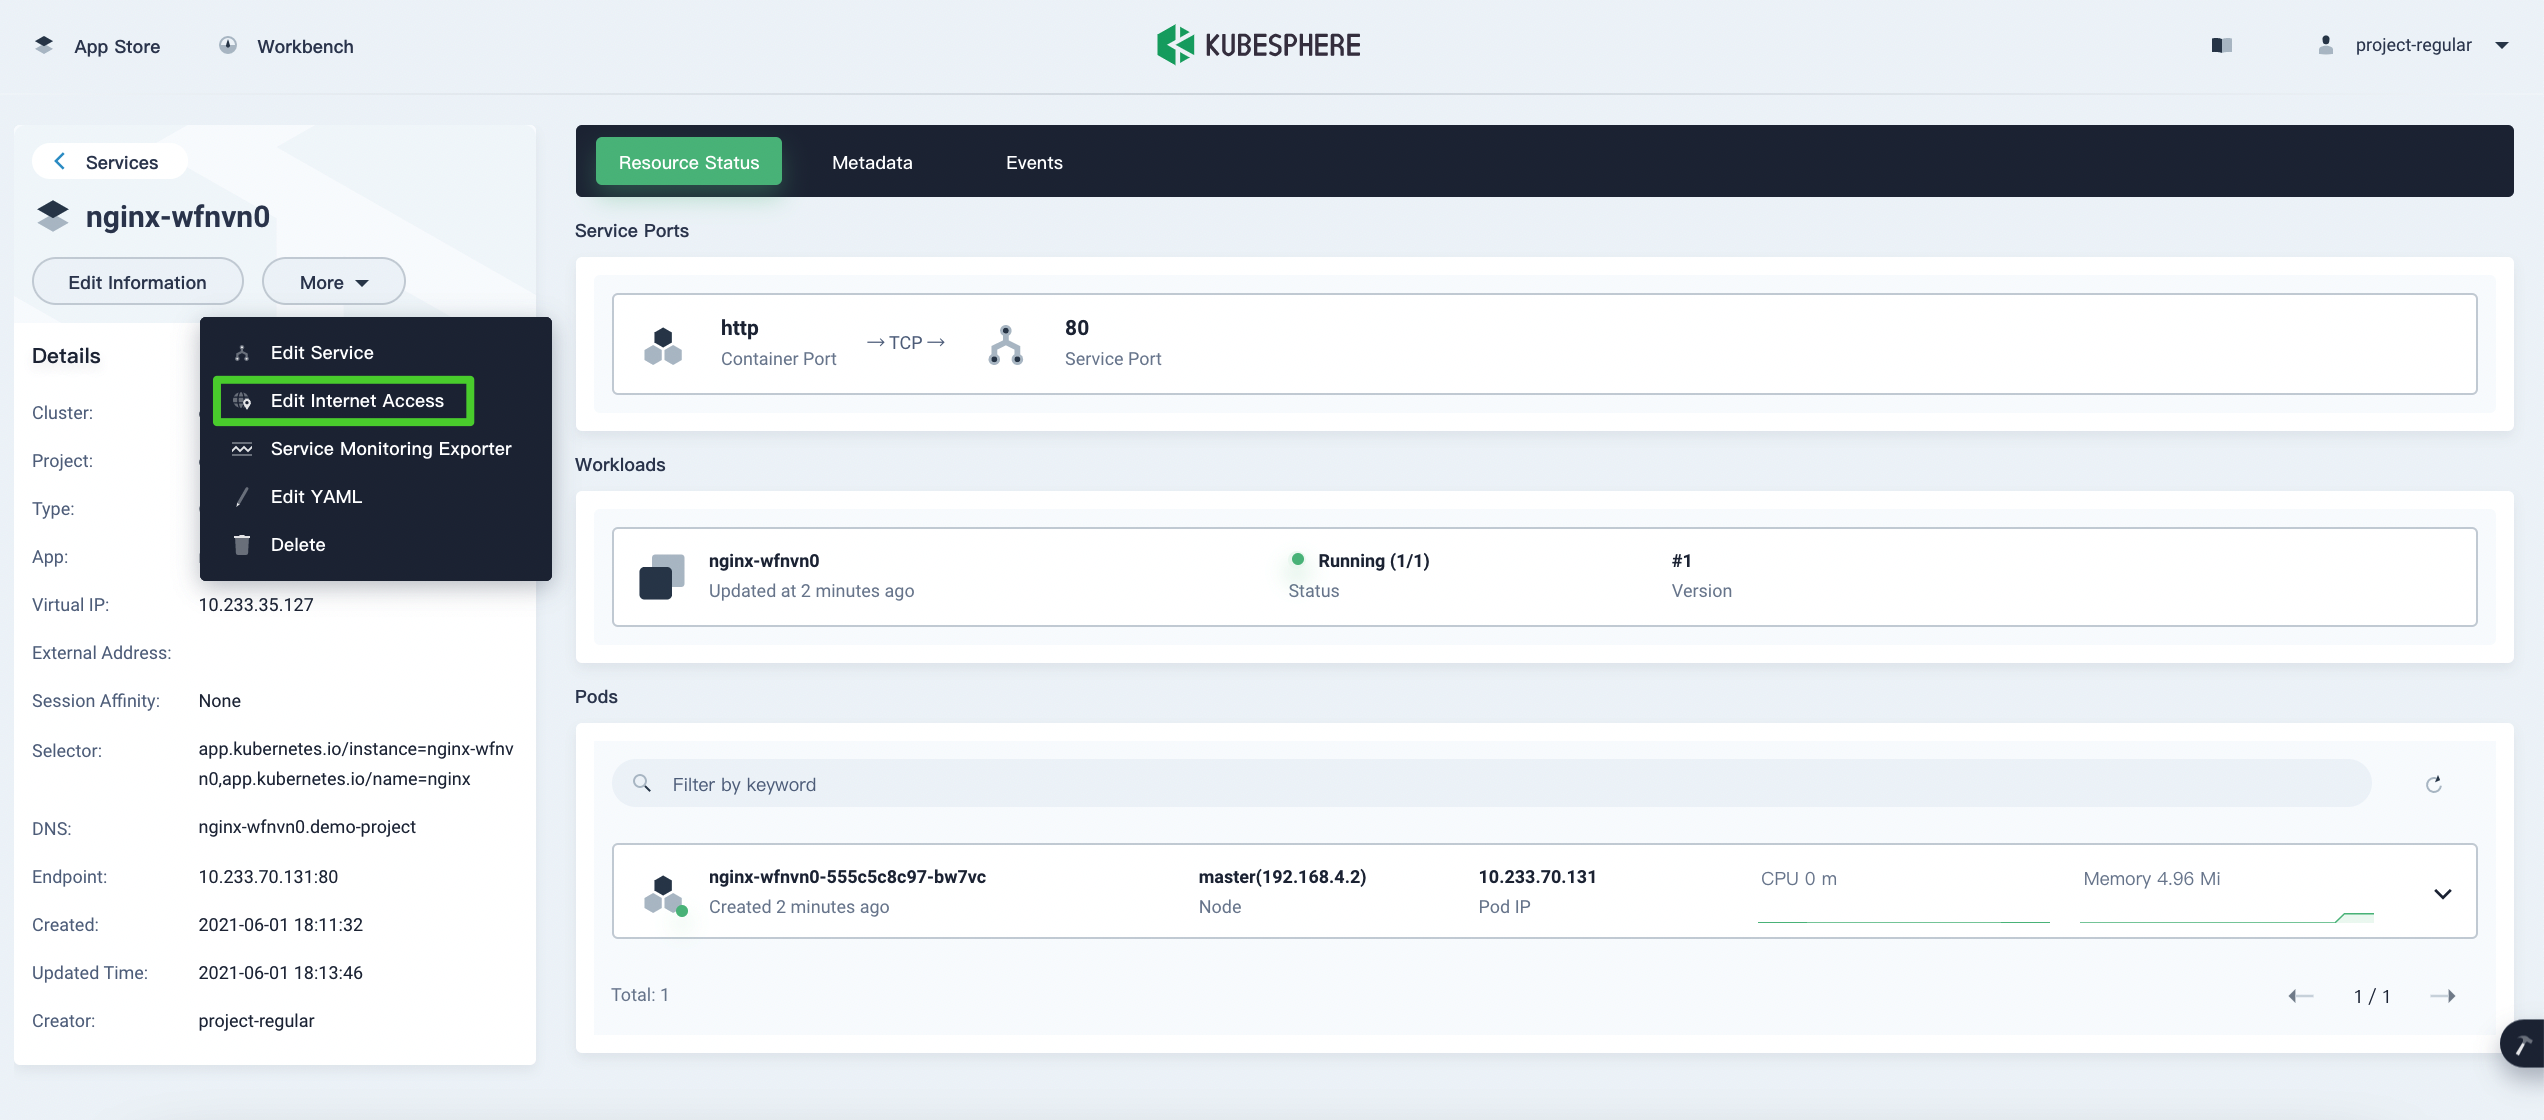 App Store
Workbench
KUBESPHERE
project-regular
Services
nginx-wfnvn0
Edit Information
More
Edit Service
Edit Internet Access
Service Monitoring Exporter
Edit YAML
Delete
Details
Cluster:
Project:
Type:
App:
Virtual IP: 10.233.35.127
External Address:
Session Affinity: None
Selector: app.kubernetes.io/instance=nginx-wfnv
n0,app.kubernetes.io/name=nginx
DNS: nginx-wfnvn0.demo-project
Endpoint: 10.233.70.131:80
Created: 2021-06-01 18:11:32
Updated Time: 2021-06-01 18:13:46
Creator: project-regular
Resource Status
Metadata
Events
Service Ports
http
Container Port
→ TCP →
80
Service Port
Workloads
nginx-wfnvn0
Updated at 2 minutes ago
Running (1/1)
Status
#1
Version
Pods
Filter by keyword
nginx-wfnvn0-555c5c8c97-bw7vc
Created 2 minutes ago
master(192.168.4.2)
Node
10.233.70.131
Pod IP
CPU 0 m
Memory 4.96 Mi
Total: 1
1 / 1